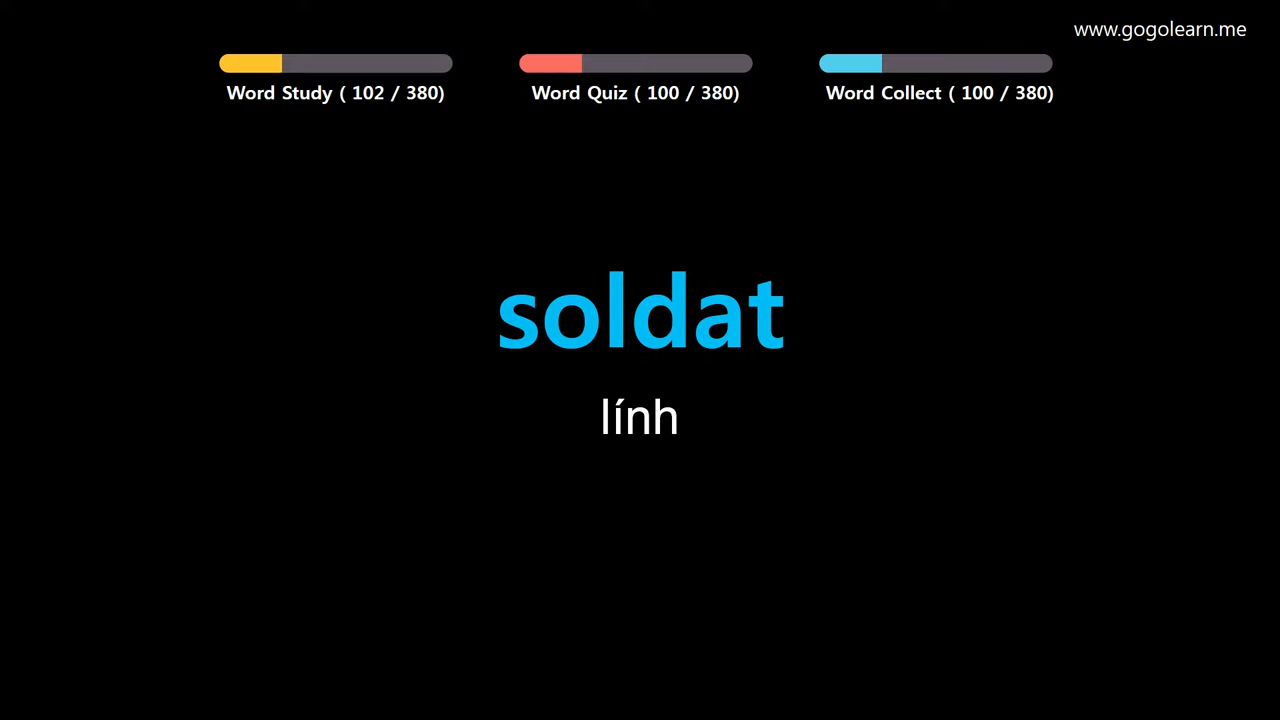 www.gogolearn.me
Word Study ( 102 / 380)
Word Quiz ( 100 / 380)
Word Collect ( 100 / 380)
soldat
lính